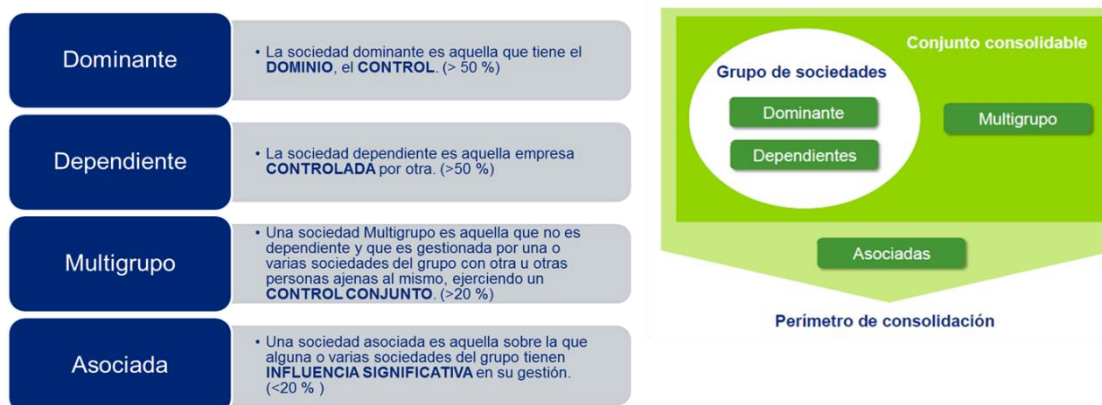 Dominante
• La sociedad dominante es aquella que tiene el
DOMINIO, el CONTROL. (> 50 %)
Dependiente
• La sociedad dependiente es aquella empresa
CONTROLADA por otra. (>50 %)
Multigrupo
• Una sociedad Multigrupo es aquella que no es
dependiente y que es gestionada por una o
varias sociedades del grupo con otra u otras
personas ajenas al mismo, ejerciendo un
CONTROL CONJUNTO. (>20 %)
Asociada
• Una sociedad asociada es aquella sobre la que
alguna o varias sociedades del grupo tienen
INFLUENCIA SIGNIFICATIVA en su gestión.
(<20 % )
Conjunto consolidable
Grupo de sociedades
Dominante
Dependientes
Multigrupo
Asociadas
Perímetro de consolidación